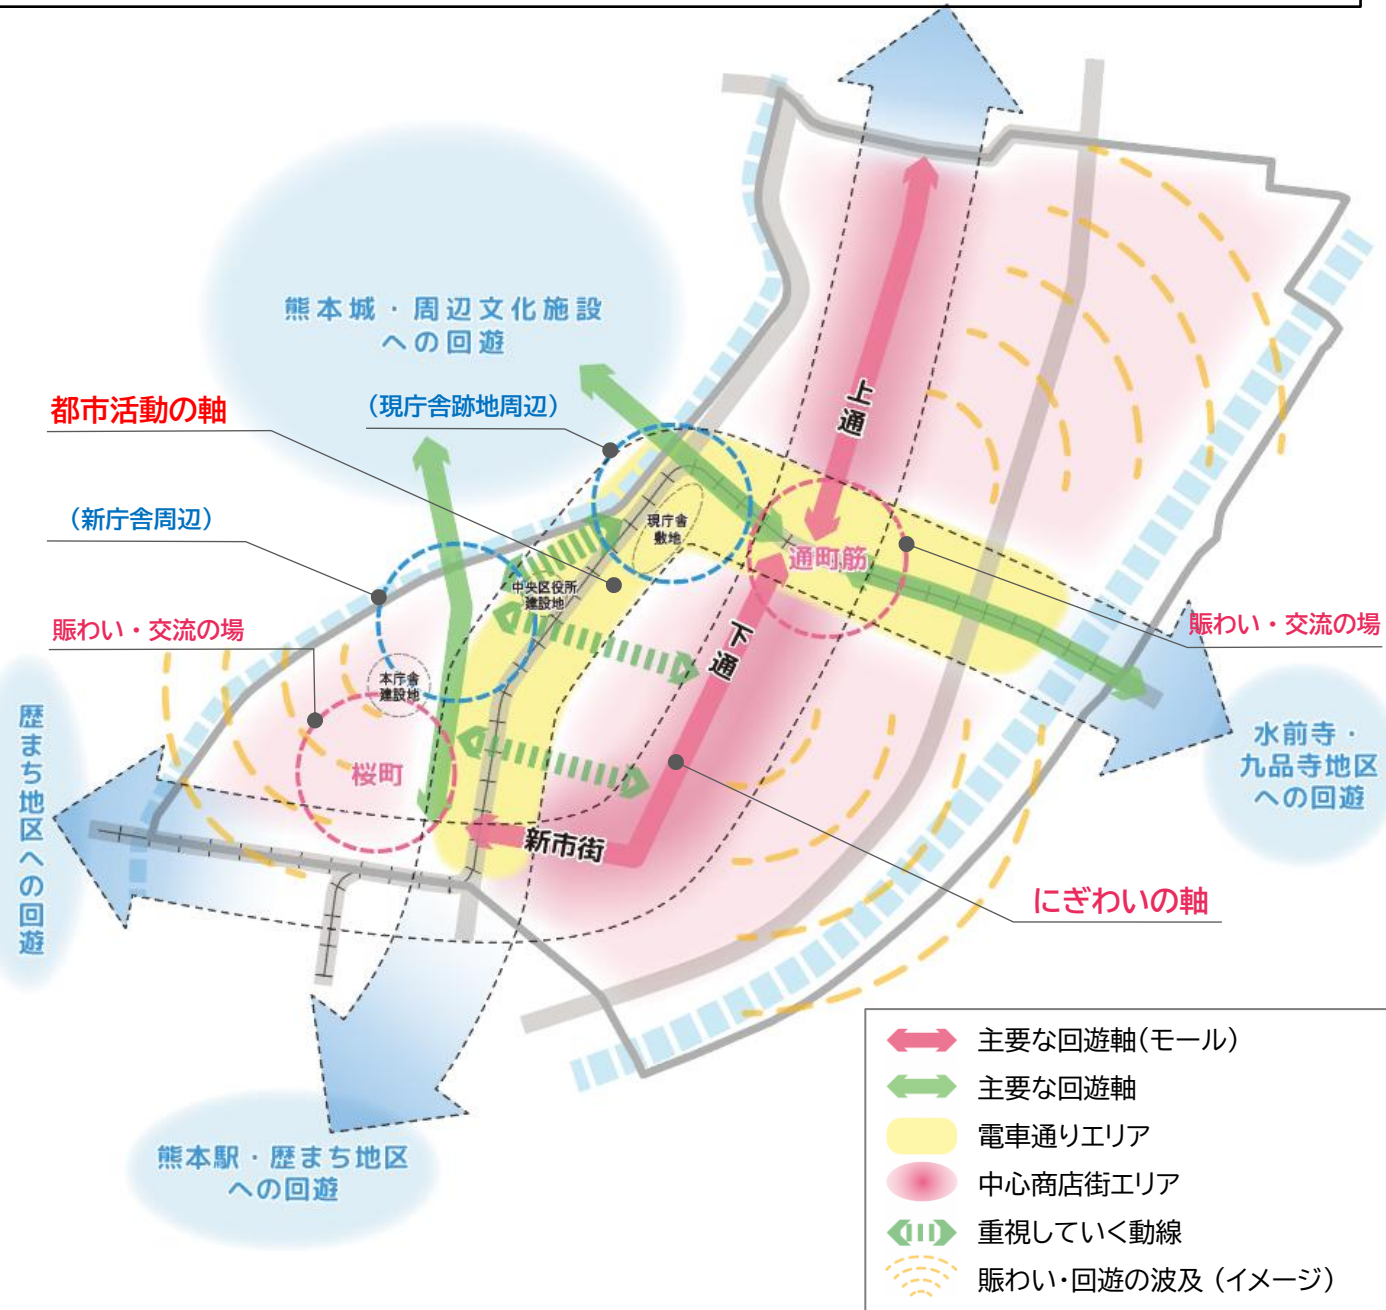 熊本城・周辺文化施設
への回遊
都市活動の軸
（現庁舎跡地周辺）
上通
（新庁舎周辺）
現庁舎
敷地
通町筋
中央区役所
建設地
賑わい・交流の場
賑わい・交流の場
下通
本庁舎
建設地
歴まち地区への回遊
桜町
水前寺・
九品寺地区
への回遊
新市街
にぎわいの軸
熊本駅・歴まち地区
への回遊
主要な回遊軸（モール）
主要な回遊軸
電車通りエリア
中心商店街エリア
重視していく動線
賑わい・回遊の波及（イメージ）